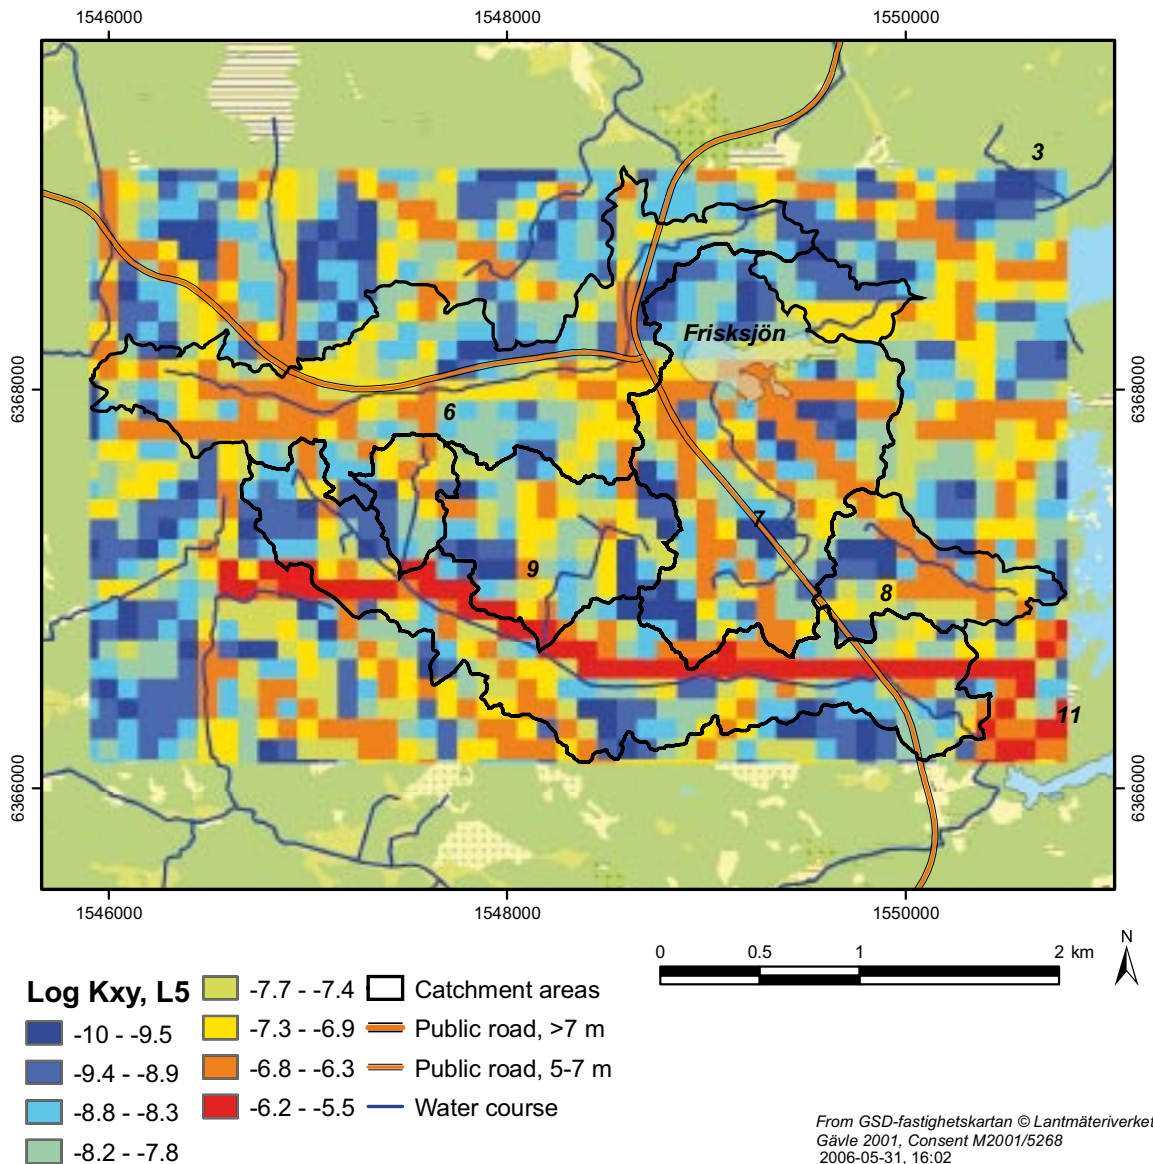 1546000
1548000
1550000
3
Frisksjön
6368000
6368000
6
7
9
8
11
6366000
6366000
1546000
1548000
1550000
0 0.5 1 2 km
N
Log Kxy, L5
-10 - -9.5
-9.4 - -8.9
-8.8 - -8.3
-8.2 - -7.8
-7.7 - -7.4
-7.3 - -6.9
-6.8 - -6.3
-6.2 - -5.5
Catchment areas
Public road, >7 m
Public road, 5-7 m
Water course
From GSD-fastighetskartan © Lantmäteriverket
Gävle 2001, Consent M2001/5268
2006-05-31, 16:02